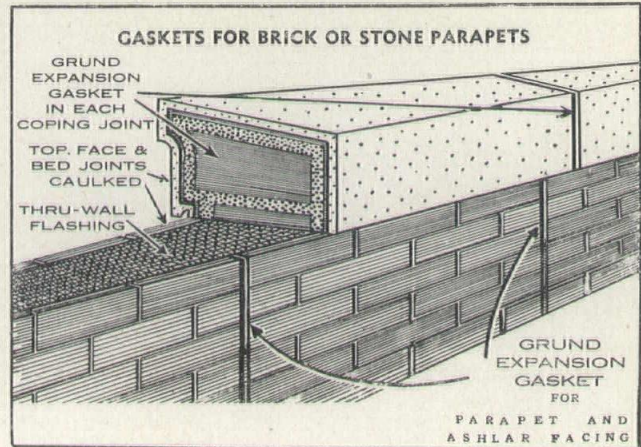 GASKETS FOR BRICK OR STONE PARAPETS
GRUND
EXPANSION
GASKET
IN EACH
COPING JOINT
TOP, FACE &
BED JOINTS
CAULKED
THRU-WALL
FLASHING
GRUND
EXPANSION
GASKET
FOR
PARAPET AND
ASHLAR FACING